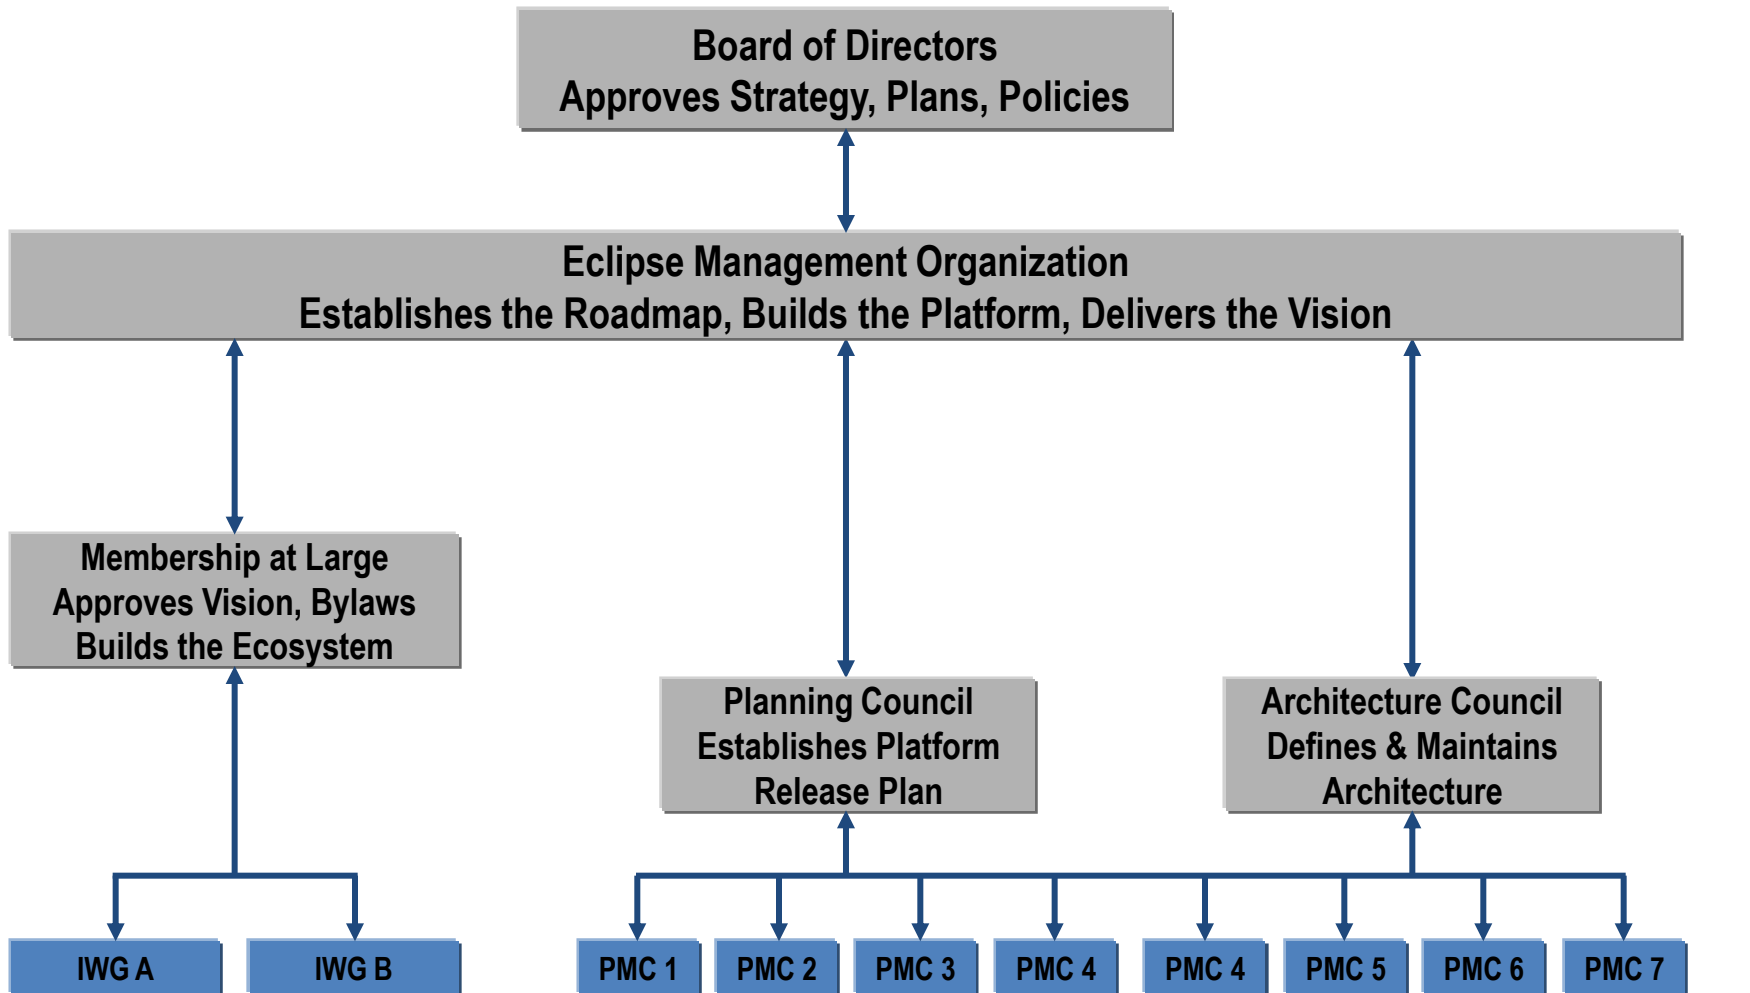 Board of Directors
Approves Strategy, Plans, Policies
Eclipse Management Organization
Establishes the Roadmap, Builds the Platform, Delivers the Vision
Membership at Large
Approves Vision, Bylaws
Builds the Ecosystem
Planning Council
Establishes Platform
Release Plan
Architecture Council
Defines & Maintains
Architecture
IWG A
IWG B
PMC 1
PMC 2
PMC 3
PMC 4
PMC 4
PMC 5
PMC 6
PMC 7